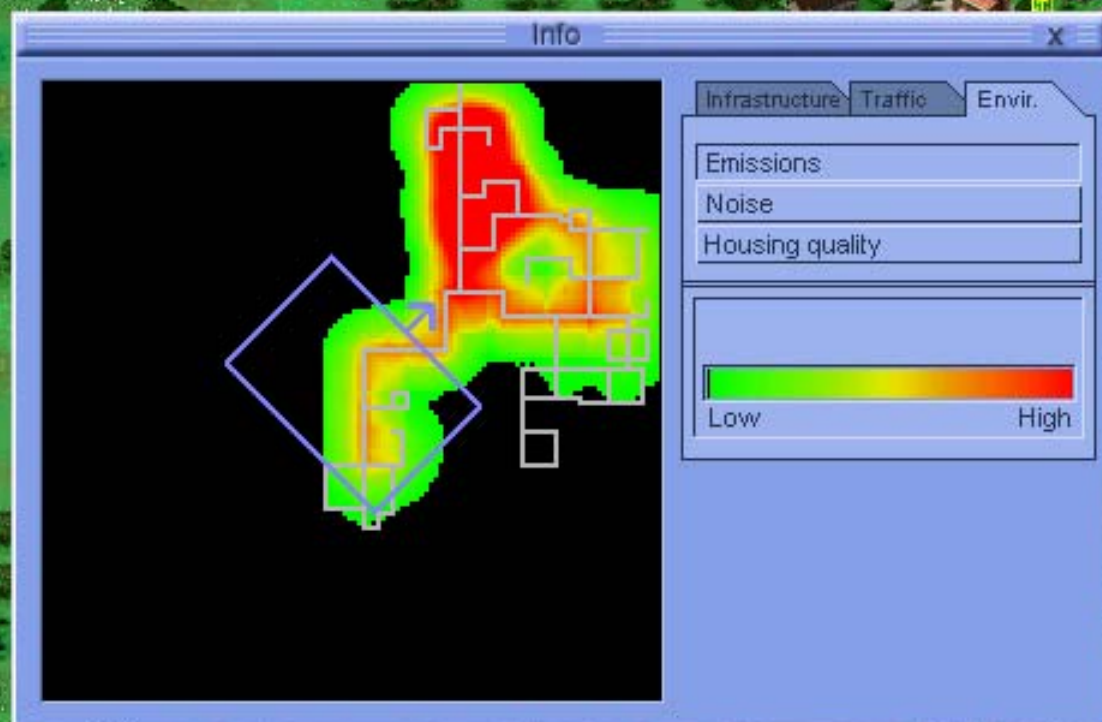 Info
x
Infrastructure Traffic Envir.
Emissions
Noise
Housing quality
Low High